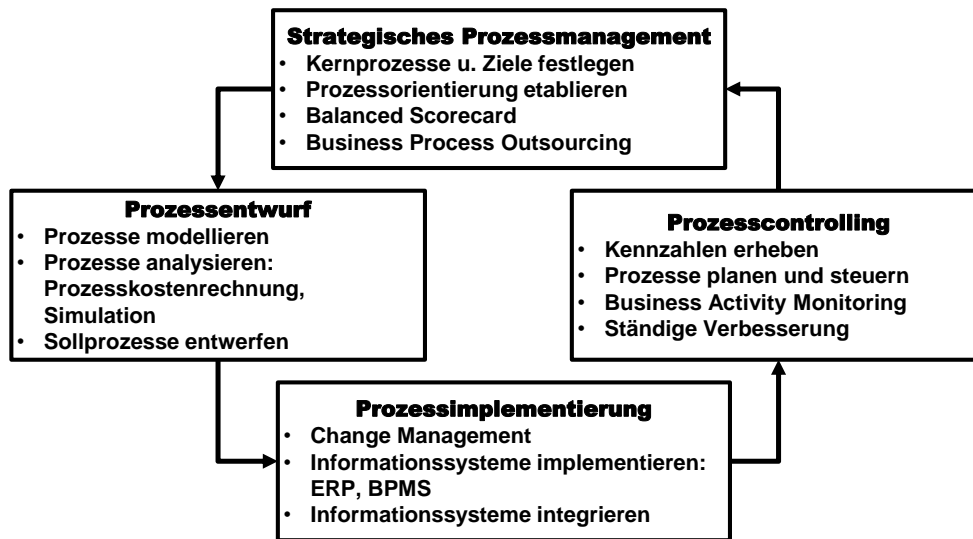 Strategisches Prozessmanagement
• Kernprozesse u. Ziele festlegen
• Prozessorientierung etablieren
• Balanced Scorecard
• Business Process Outsourcing
Prozessentwurf
• Prozesse modellieren
• Prozesse analysieren:
Prozesskostenrechnung,
Simulation
• Sollprozesse entwerfen
Prozesscontrolling
• Kennzahlen erheben
• Prozesse planen und steuern
• Business Activity Monitoring
• Ständige Verbesserung
Prozessimplementierung
• Change Management
• Informationssysteme implementieren:
ERP, BPMS
• Informationssysteme integrieren